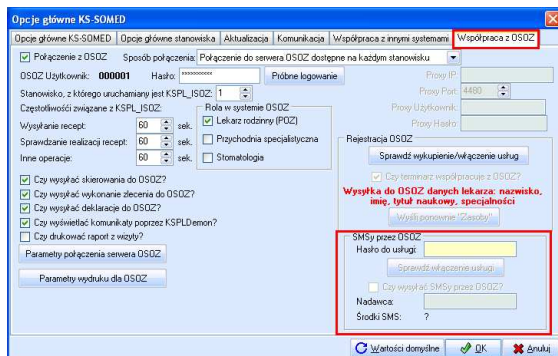 Opcje główne KS-SOMED
Opcje główne KS-SOMED Opcje główne stanowiska Aktualizacja Komunikacja Współpraca z innymi systemami Współpraca z OSOZ
Połączenie z OSOZ Sposób połączenia: Połączenie do serwera OSOZ dostępne na każdym stanowisku
OSOZ Użytkownik: 000001 Hasło: ********** Próbne logowanie
Stanowisko, z którego uruchamiany jest KSPL_ISOZ: 1
Częstotliwości związane z KSPL_ISOZ:
Wysyłanie recept: 60 sek.
Sprawdzanie realizacji recept: 60 sek.
Inne operacje: 60 sek.
Rola w systemie OSOZ
Lekarz rodzinny (POZ)
Przychodnia specjalistyczna
Stomatologia
Czy wysyłać skierowania do OSOZ?
Czy wysyłać wykonanie zlecenia do OSOZ?
Czy wysyłać deklaracje do OSOZ?
Czy wyświetlać komunikaty poprzez KSPLDemon?
Czy drukować raport z wizyty?
Parametry połączenia serwera OSOZ
Parametry wydruku dla OSOZ
Proxy IP:
Proxy Port: 4480
Proxy Użytkownik:
Proxy Hasło:
Rejestracja OSOZ
Sprawdź wykupienie/włączenie usług
Czy terminarz współpracuje z OSOZ?
Wysyłka do OSOZ danych lekarza: nazwisko,
imię, tytuł naukowy, specjalności
Wyślij ponownie "Zasoby"
SMSy przez OSOZ
Hasło do usługi:
Sprawdź włączenie usługi
Czy wysyłać SMSy przez OSOZ?
Nadawca:
Środki SMS: ?
Wartości domyślne OK Anuluj